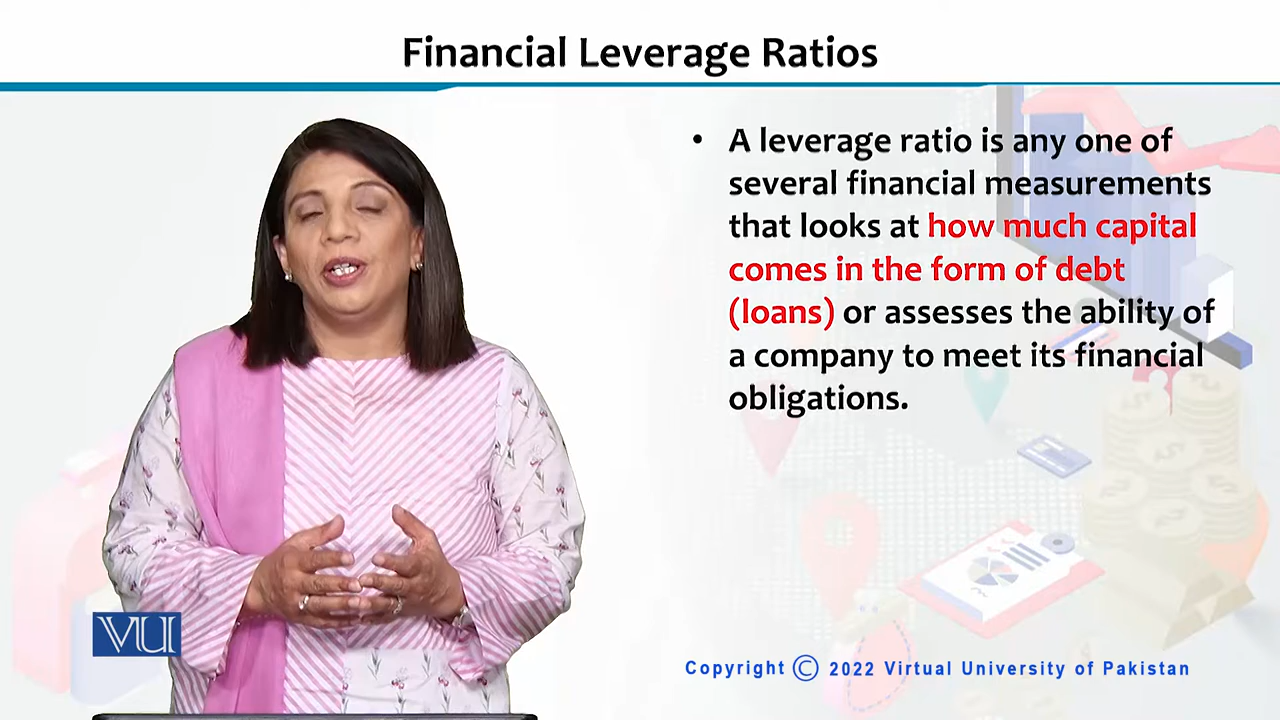 Financial Leverage Ratios
• A leverage ratio is any one of
several financial measurements
that looks at how much capital
comes in the form of debt
(loans) or assesses the ability of
a company to meet its financial
obligations.
VU
Copyright © 2022 Virtual University of Pakistan